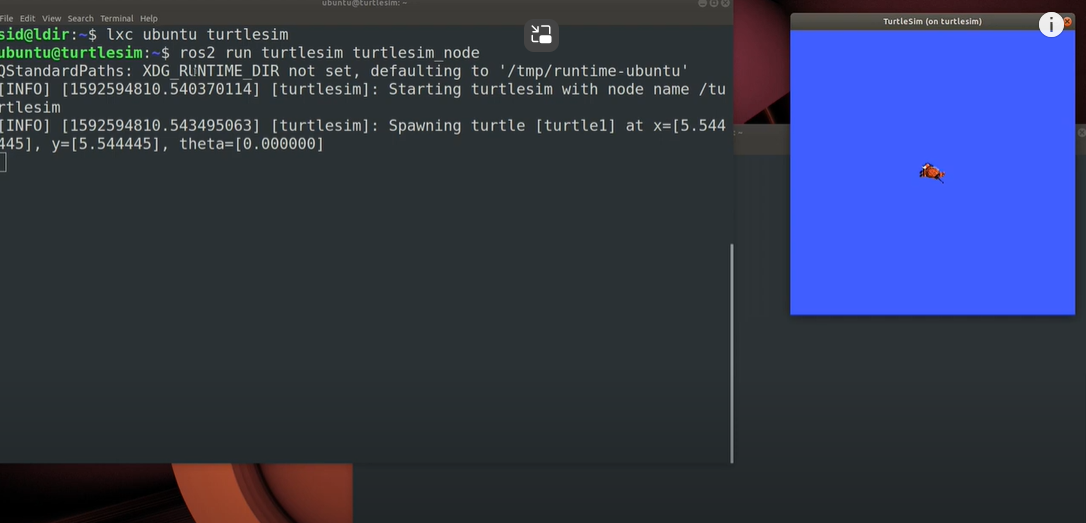 ubuntu@turtlesim: ~
File Edit View Search Terminal Help
sid@ldir:~$ lxc ubuntu turtlesim
ubuntu@turtlesim:~$ ros2 run turtlesim turtlesim_node
QStandardPaths: XDG_RUNTIME_DIR not set, defaulting to '/tmp/runtime-ubuntu'
[INFO] [1592594810.540370114] [turtlesim]: Starting turtlesim with node name /tu
rtlesim
[INFO] [1592594810.543495063] [turtlesim]: Spawning turtle [turtle1] at x=[5.544
445], y=[5.544445], theta=[0.000000]
TurtleSim (on turtlesim)
i
: ~